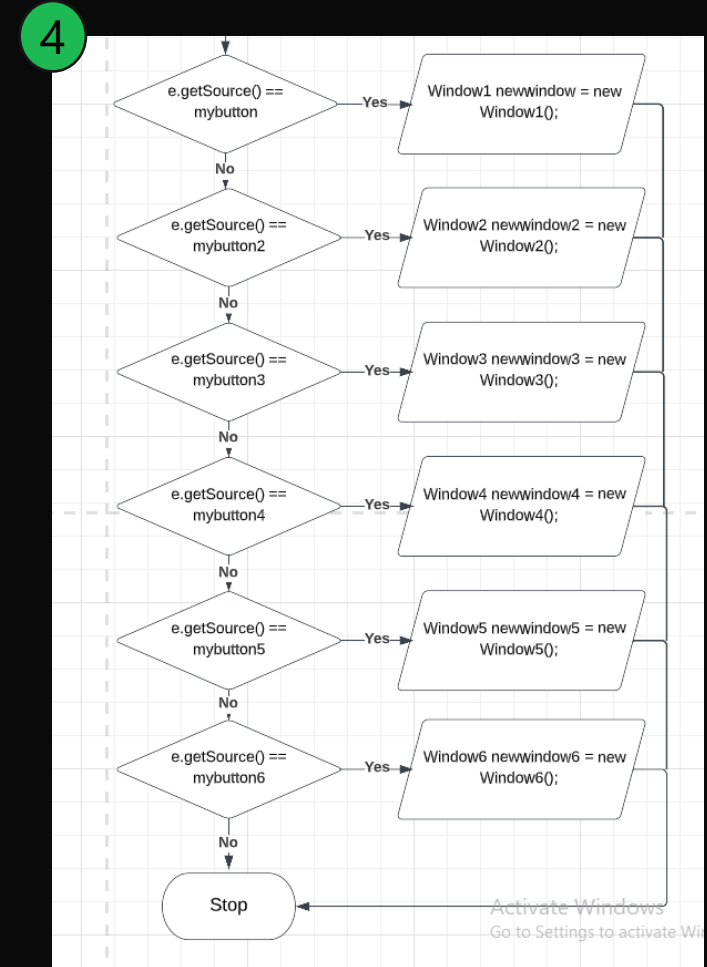 4
e.getSource() ==
mybutton
Yes
Window1 newwindow = new
Window1();
No
e.getSource() ==
mybutton2
Yes
Window2 newwindow2 = new
Window2();
No
e.getSource() ==
mybutton3
Yes
Window3 newwindow3 = new
Window3();
No
e.getSource() ==
mybutton4
Yes
Window4 newwindow4 = new
Window4();
No
e.getSource() ==
mybutton5
Yes
Window5 newwindow5 = new
Window5();
No
e.getSource() ==
mybutton6
Yes
Window6 newwindow6 = new
Window6();
No
Stop
Activate Windows
Go to Settings to activate Wi